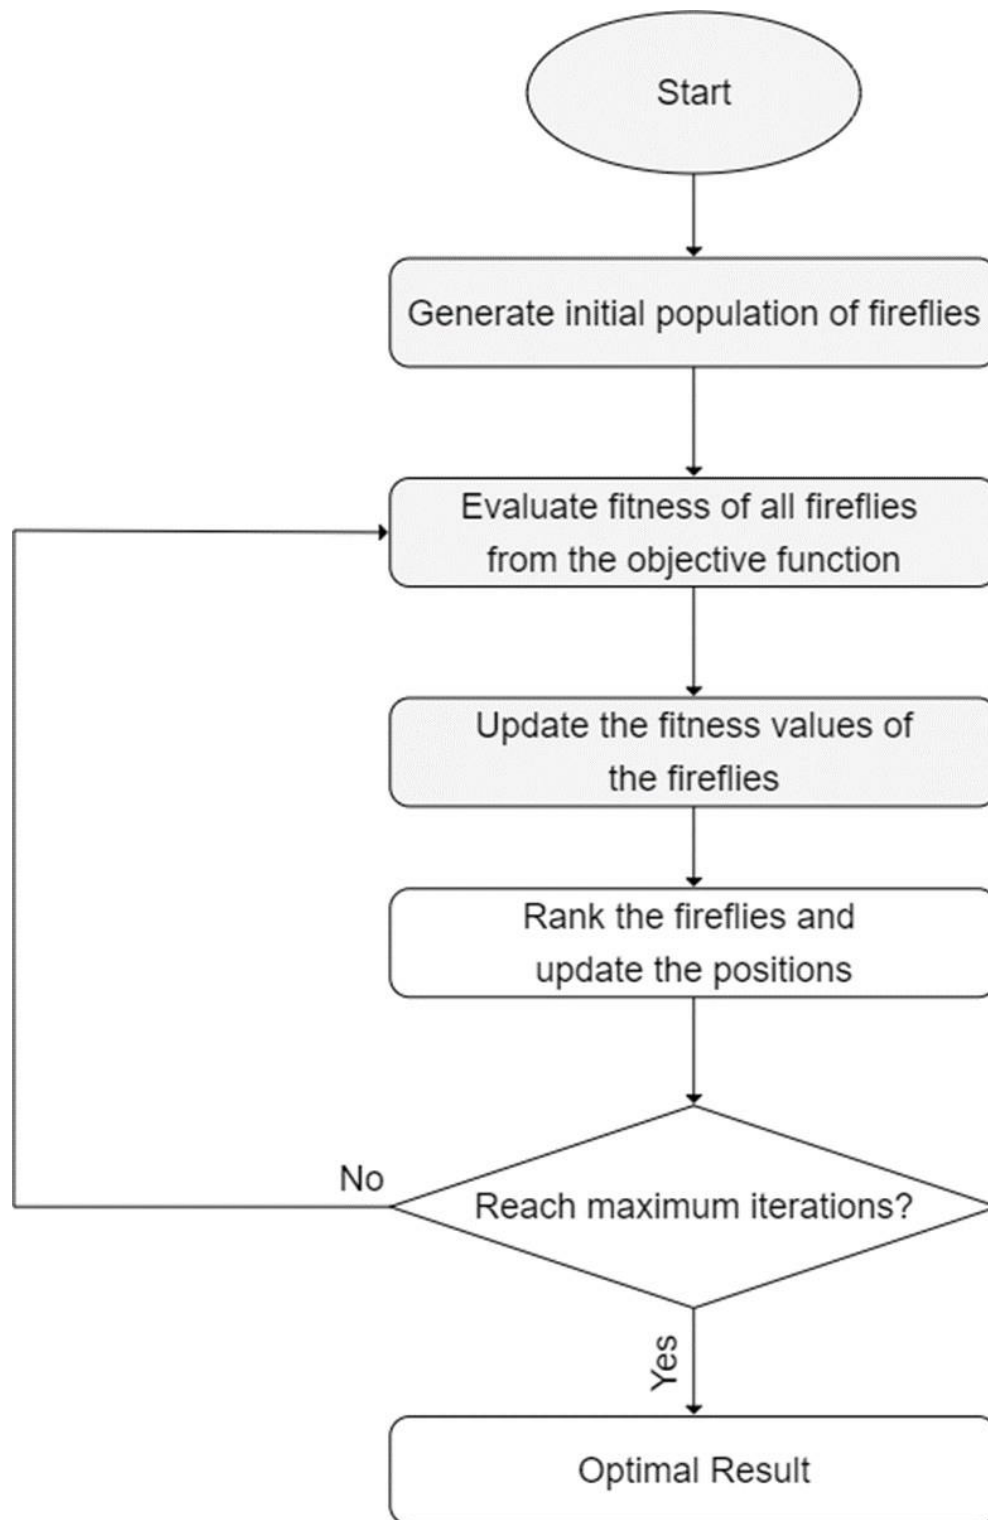 Start
Generate initial population of fireflies
Evaluate fitness of all fireflies
from the objective function
Update the fitness values of
the fireflies
Rank the fireflies and
update the positions
No
Reach maximum iterations?
Yes
Optimal Result